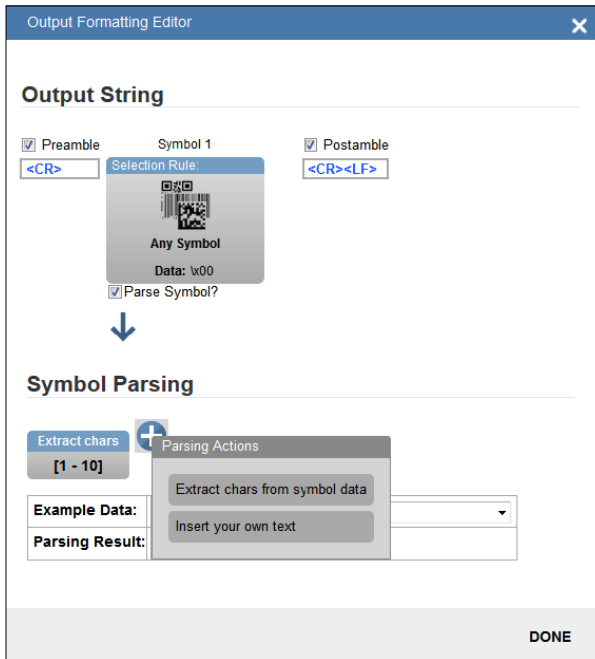 Output Formatting Editor
Output String
Preamble
Symbol 1
Postamble
<CR>
Selection Rule:
<CR><LF>
Any Symbol
Data: \x00
Parse Symbol?
Symbol Parsing
Extract chars
[1 - 10]
Parsing Actions
Extract chars from symbol data
Insert your own text
Example Data:
Parsing Result:
DONE